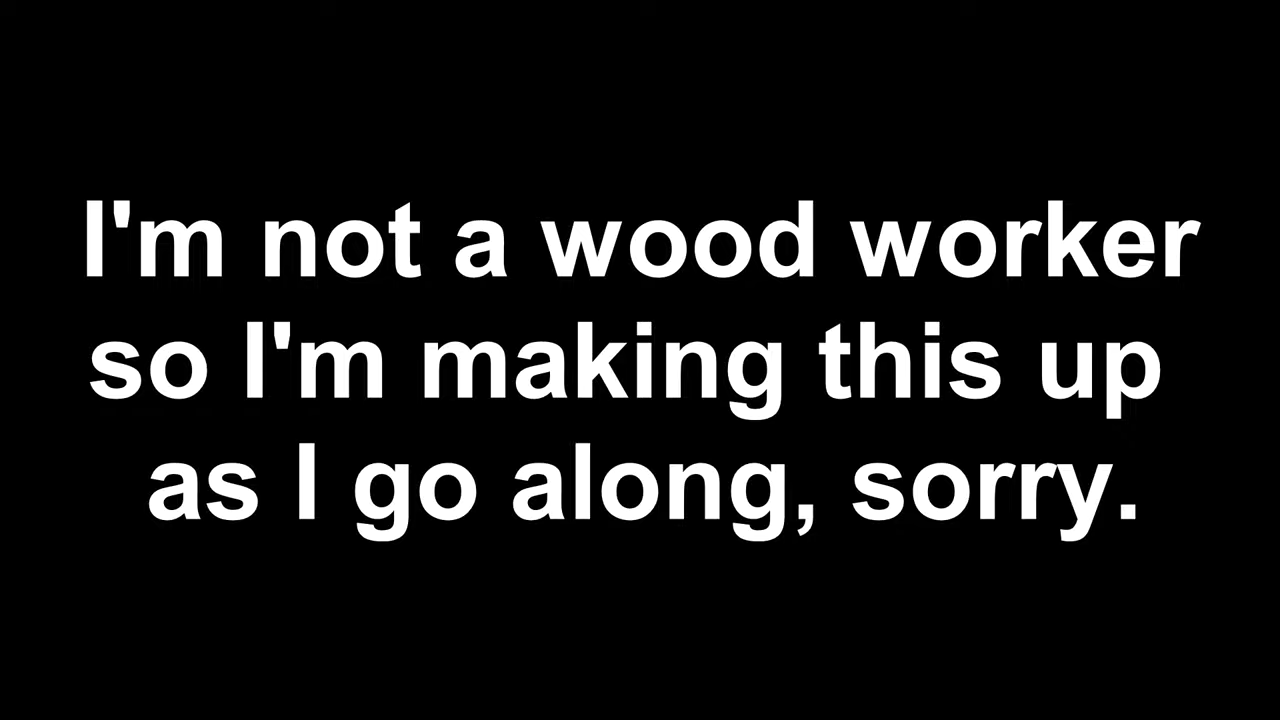 I'm not a wood worker
so I'm making this up
as I go along, sorry.